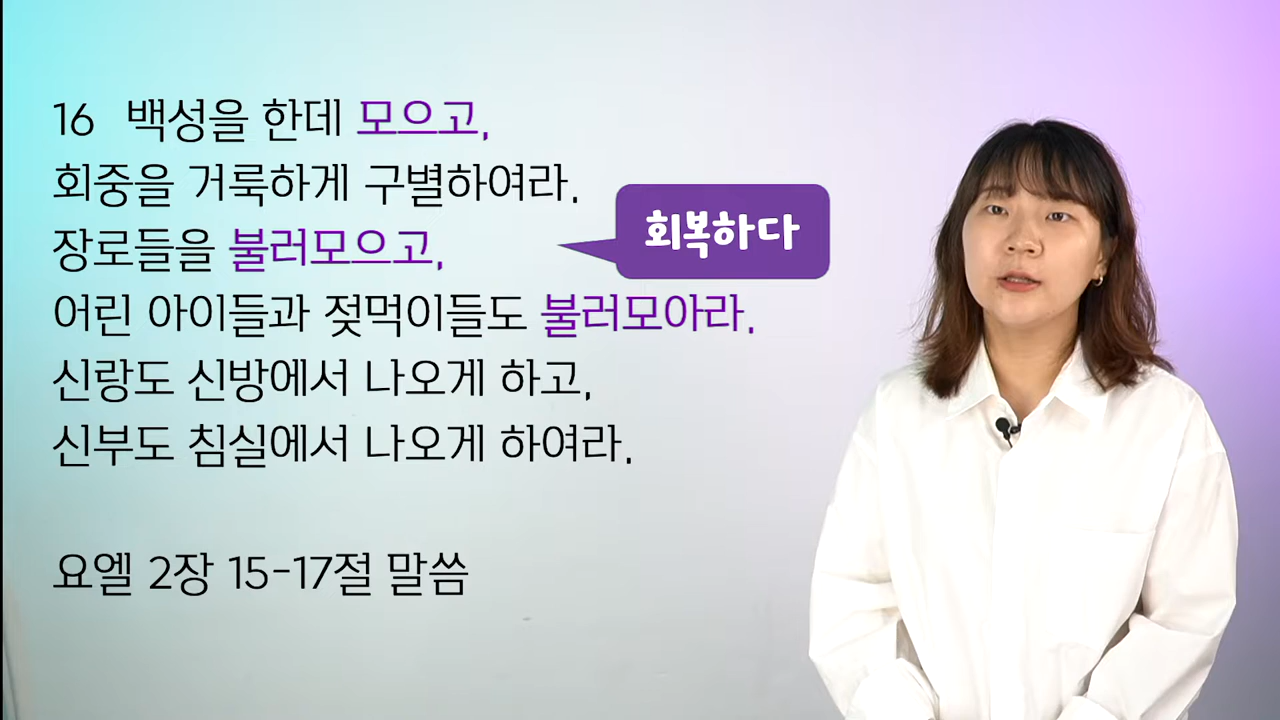 16 백성을 한데 모으고,
회중을 거룩하게 구별하여라.
장로들을 불러모으고,
회복하다
어린 아이들과 젖먹이들도 불러모아라.
신랑도 신방에서 나오게 하고,
신부도 침실에서 나오게 하여라.
요엘 2장 15-17절 말씀